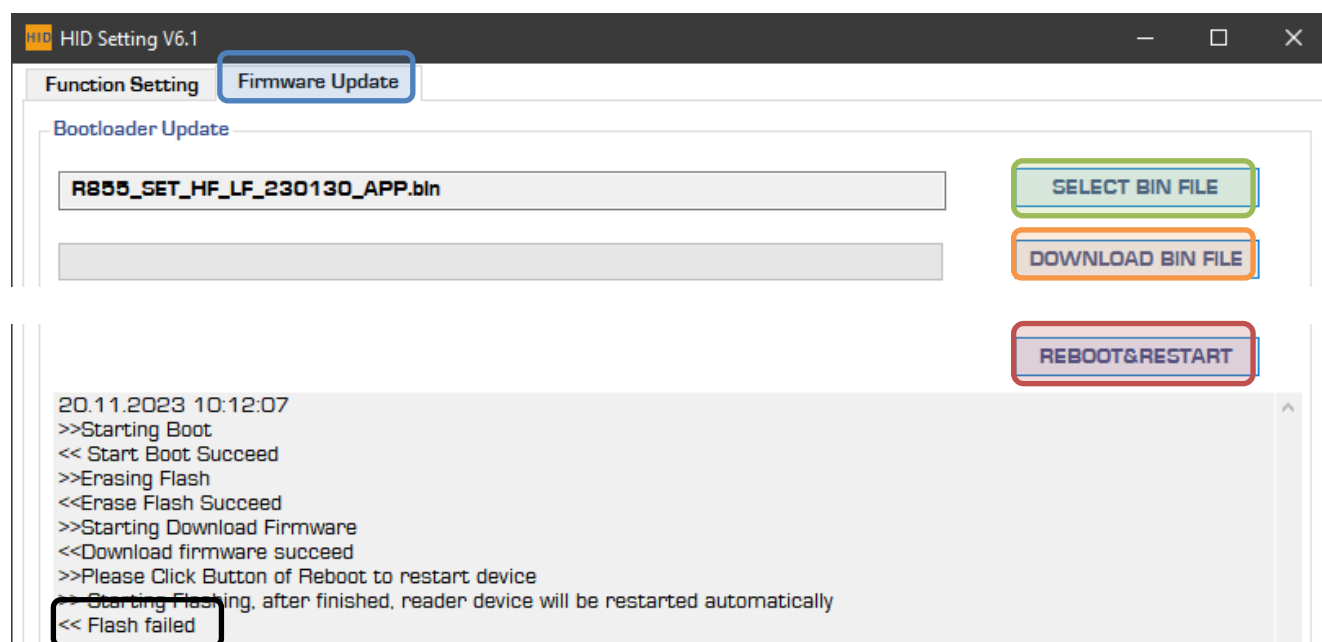 HID HID Setting V6.1
Function Setting Firmware Update
Bootloader Update
R855_SET_HF_LF_230130_APP.bin SELECT BIN FILE
DOWNLOAD BIN FILE
REBOOT&RESTART
20.11.2023 10:12:07
>>Starting Boot
<< Start Boot Succeed
>>Erasing Flash
<<Erase Flash Succeed
>>Starting Download Firmware
<<Download firmware succeed
>>Please Click Button of Reboot to restart device
>> Starting Flashing, after finished, reader device will be restarted automatically
<< Flash failed